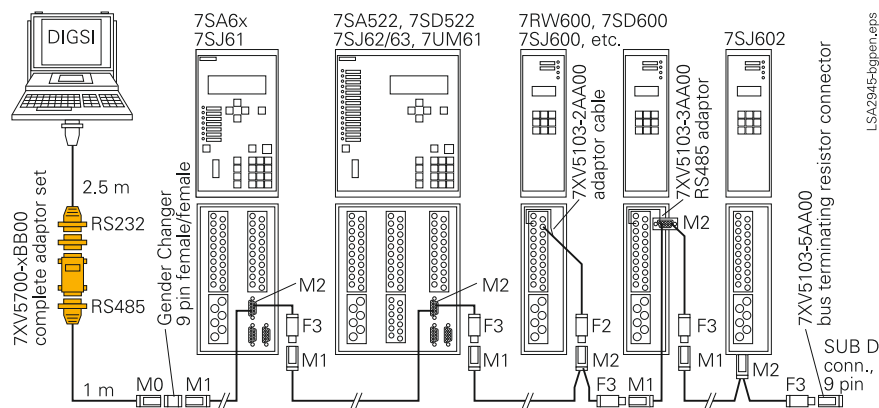 DIGSI
7SA6x
7SJ61
7SA522, 7SD522
7SJ62/63, 7UM61
7RW600, 7SD600
7SJ600, etc.
7SJ602
LSA2945-bgpen.eps
2.5 m
RS232
RS485
7XV5700-xBB00
complete adaptor set
Gender Changer
9 pin female/female
1 m
M0
M1
M2
F3
M1
M2
F3
M1
7XV5103-2AA00
adaptor cable
F2
M2
F3
M1
7XV5103-3AA00
RS485 adaptor
M2
F3
M1
M2
F3
7XV5103-5AA00
bus terminating resistor connector
SUB D
conn.,
9 pin